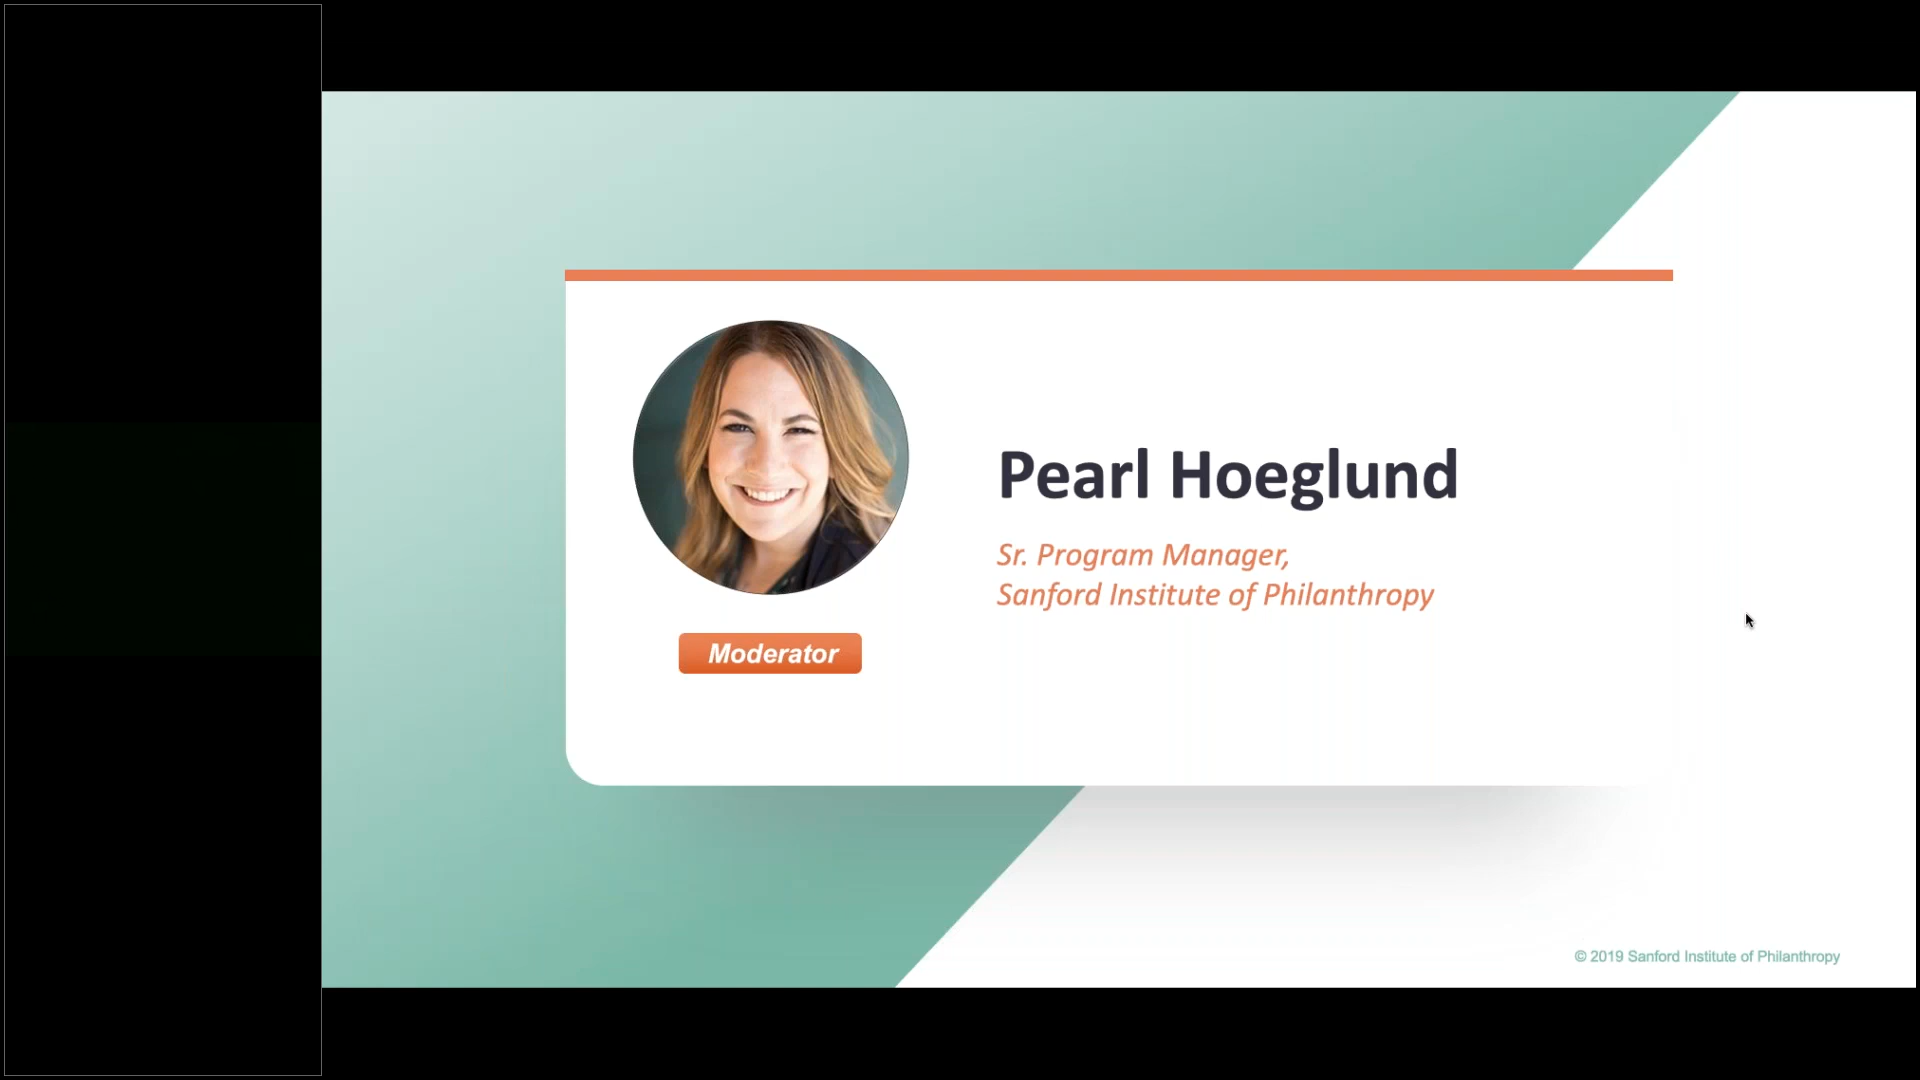 Pearl Hoeglund
Sr. Program Manager,
Sanford Institute of Philanthropy
Moderator
© 2019 Sanford Institute of Philanthropy